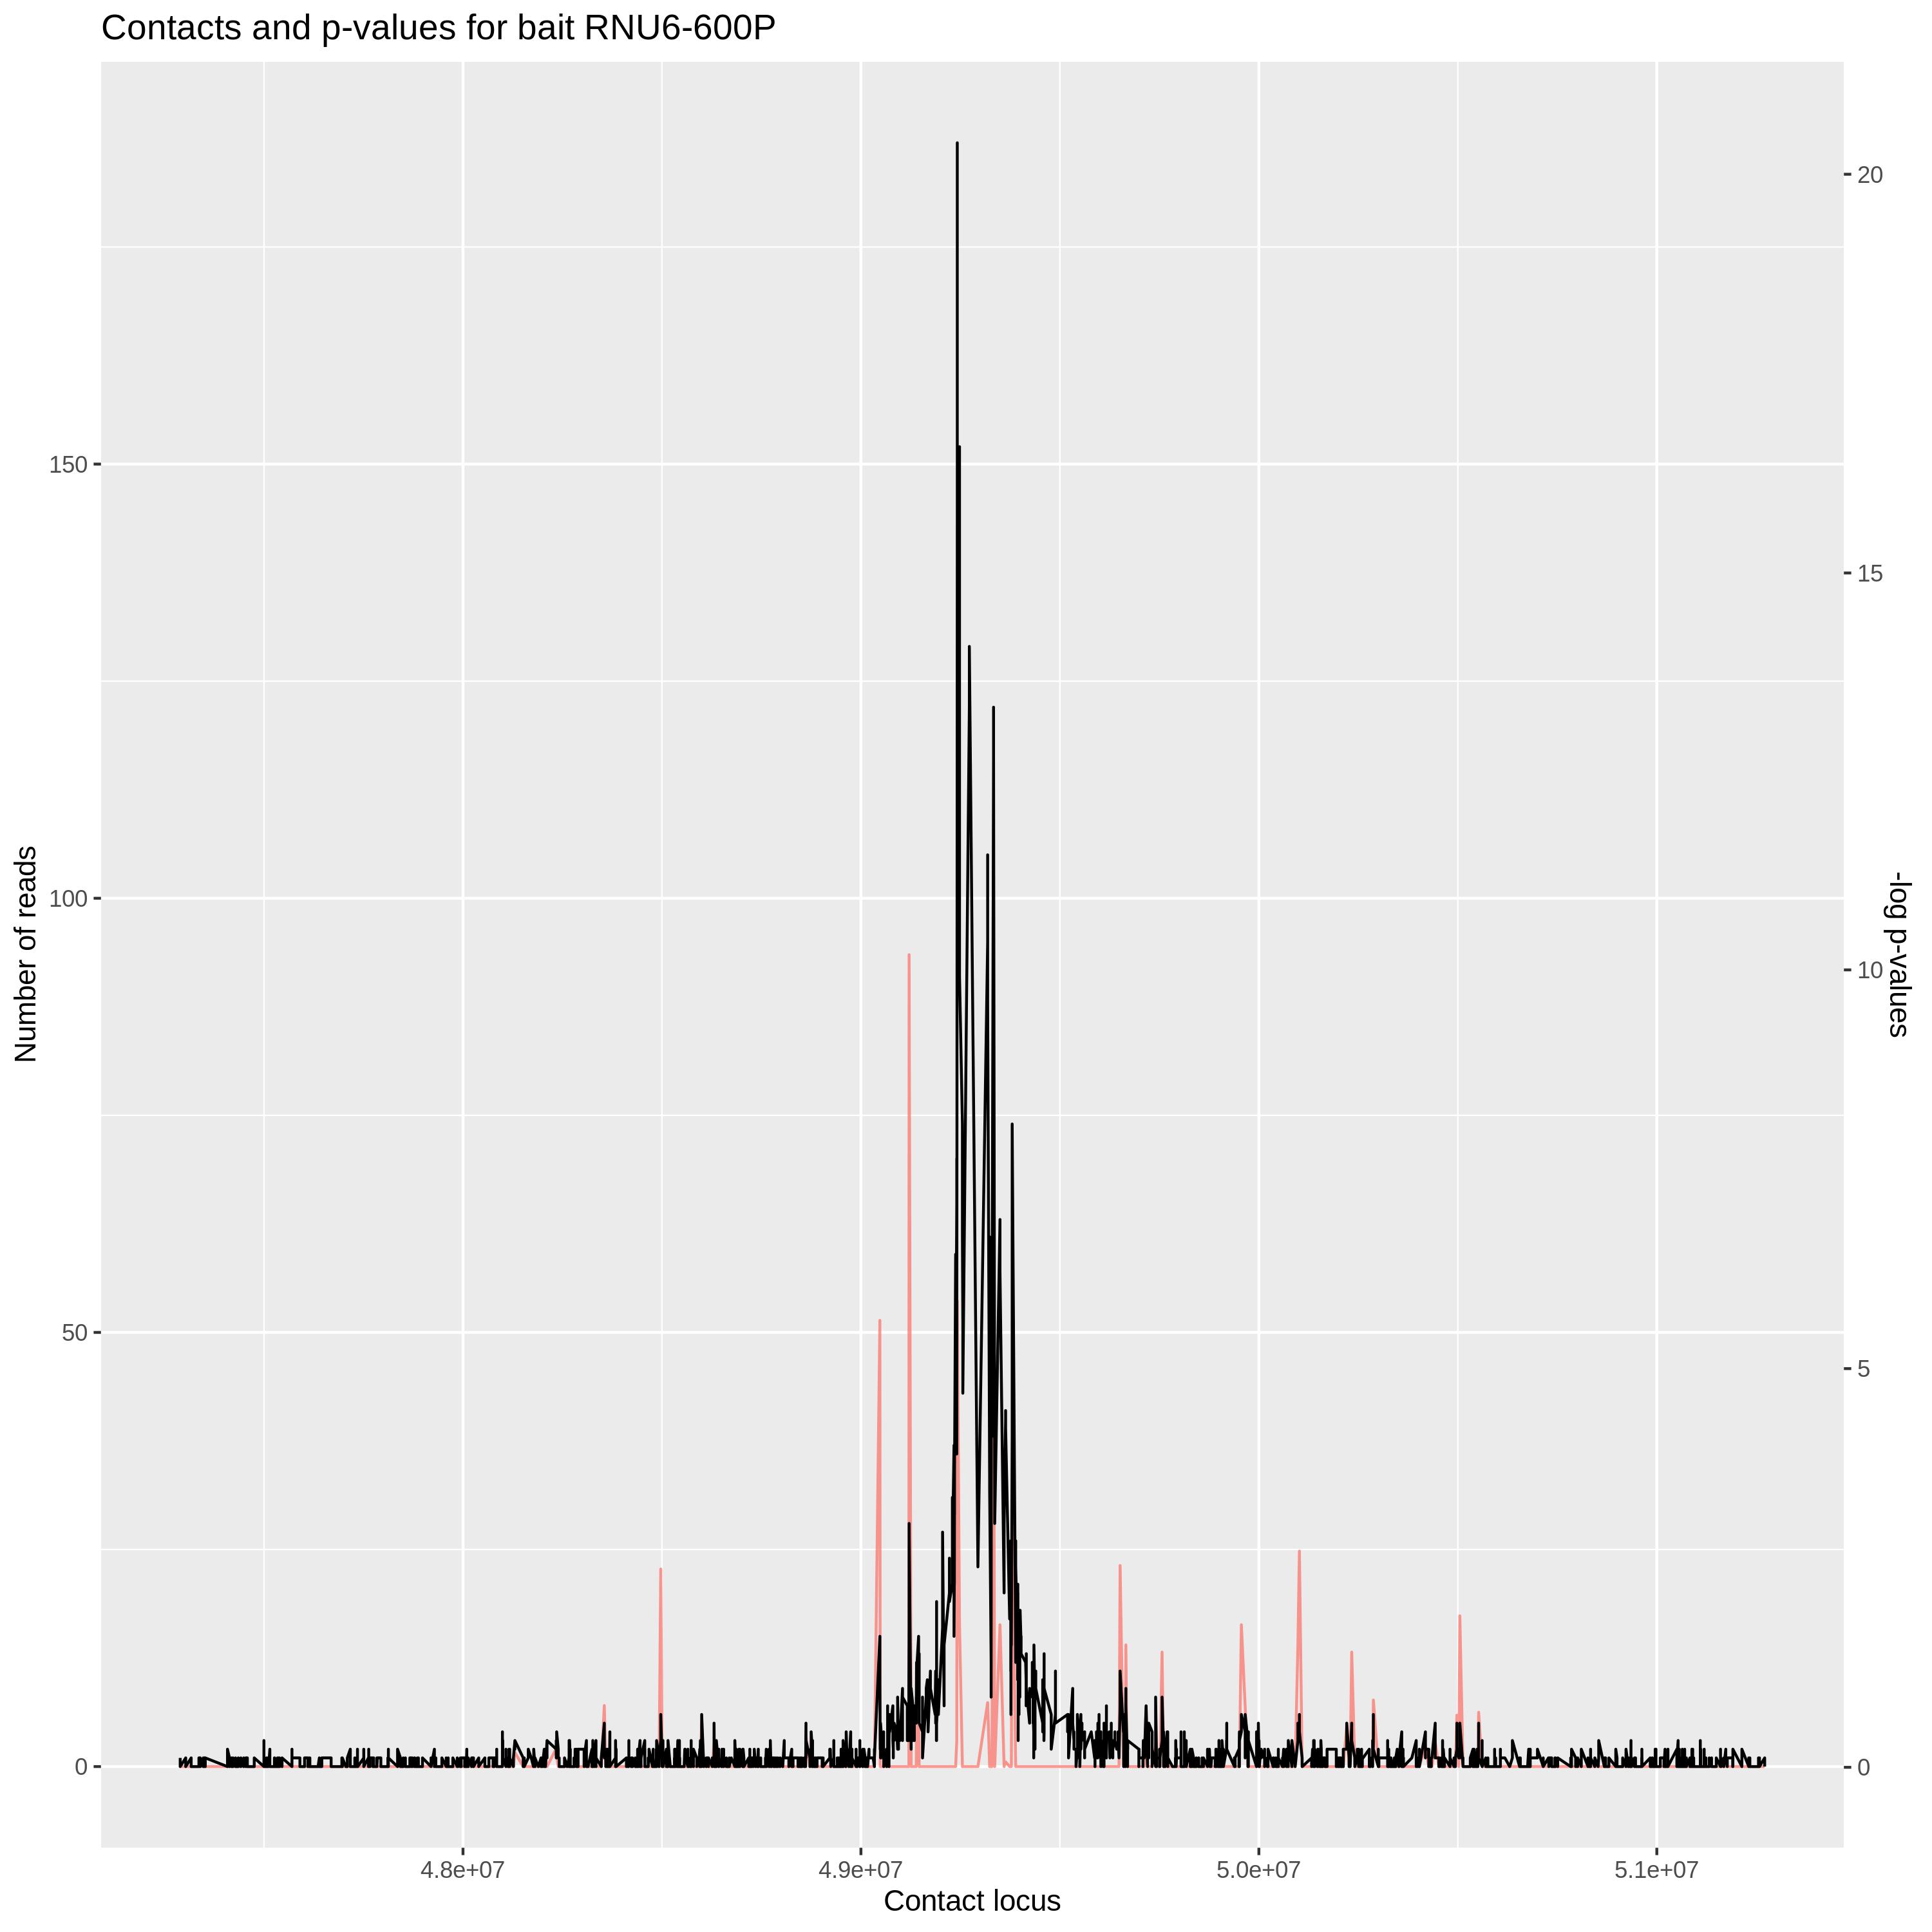 Contacts and p-values for bait RNU6-600P
Number of reads
150
100
50
0
20
15
10
5
0
-log p-values
4.8e+07
4.9e+07
5.0e+07
5.1e+07
Contact locus